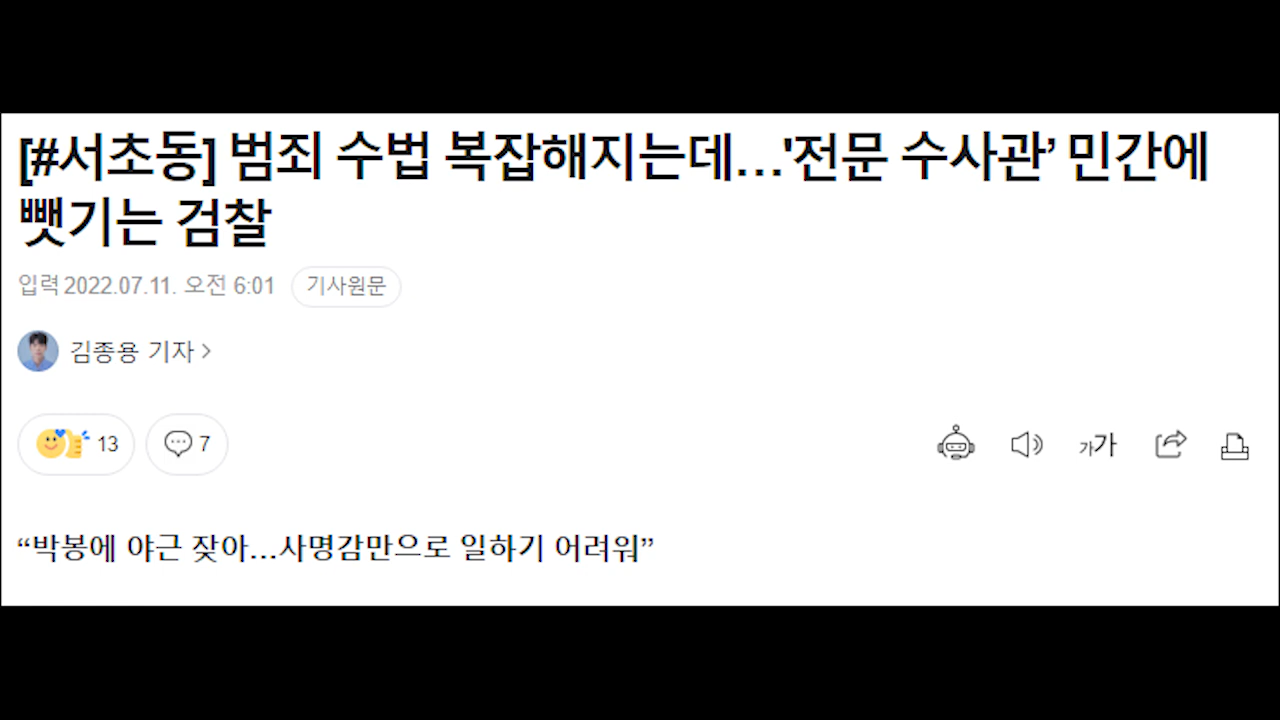 [#서초동] 범죄 수법 복잡해지는데…'전문 수사관’ 민간에
뺏기는 검찰
입력 2022.07.11. 오전 6:01 기사원문
김종용 기자
13 7 가가
“박봉에 야근 잦아…사명감만으로 일하기 어려워”